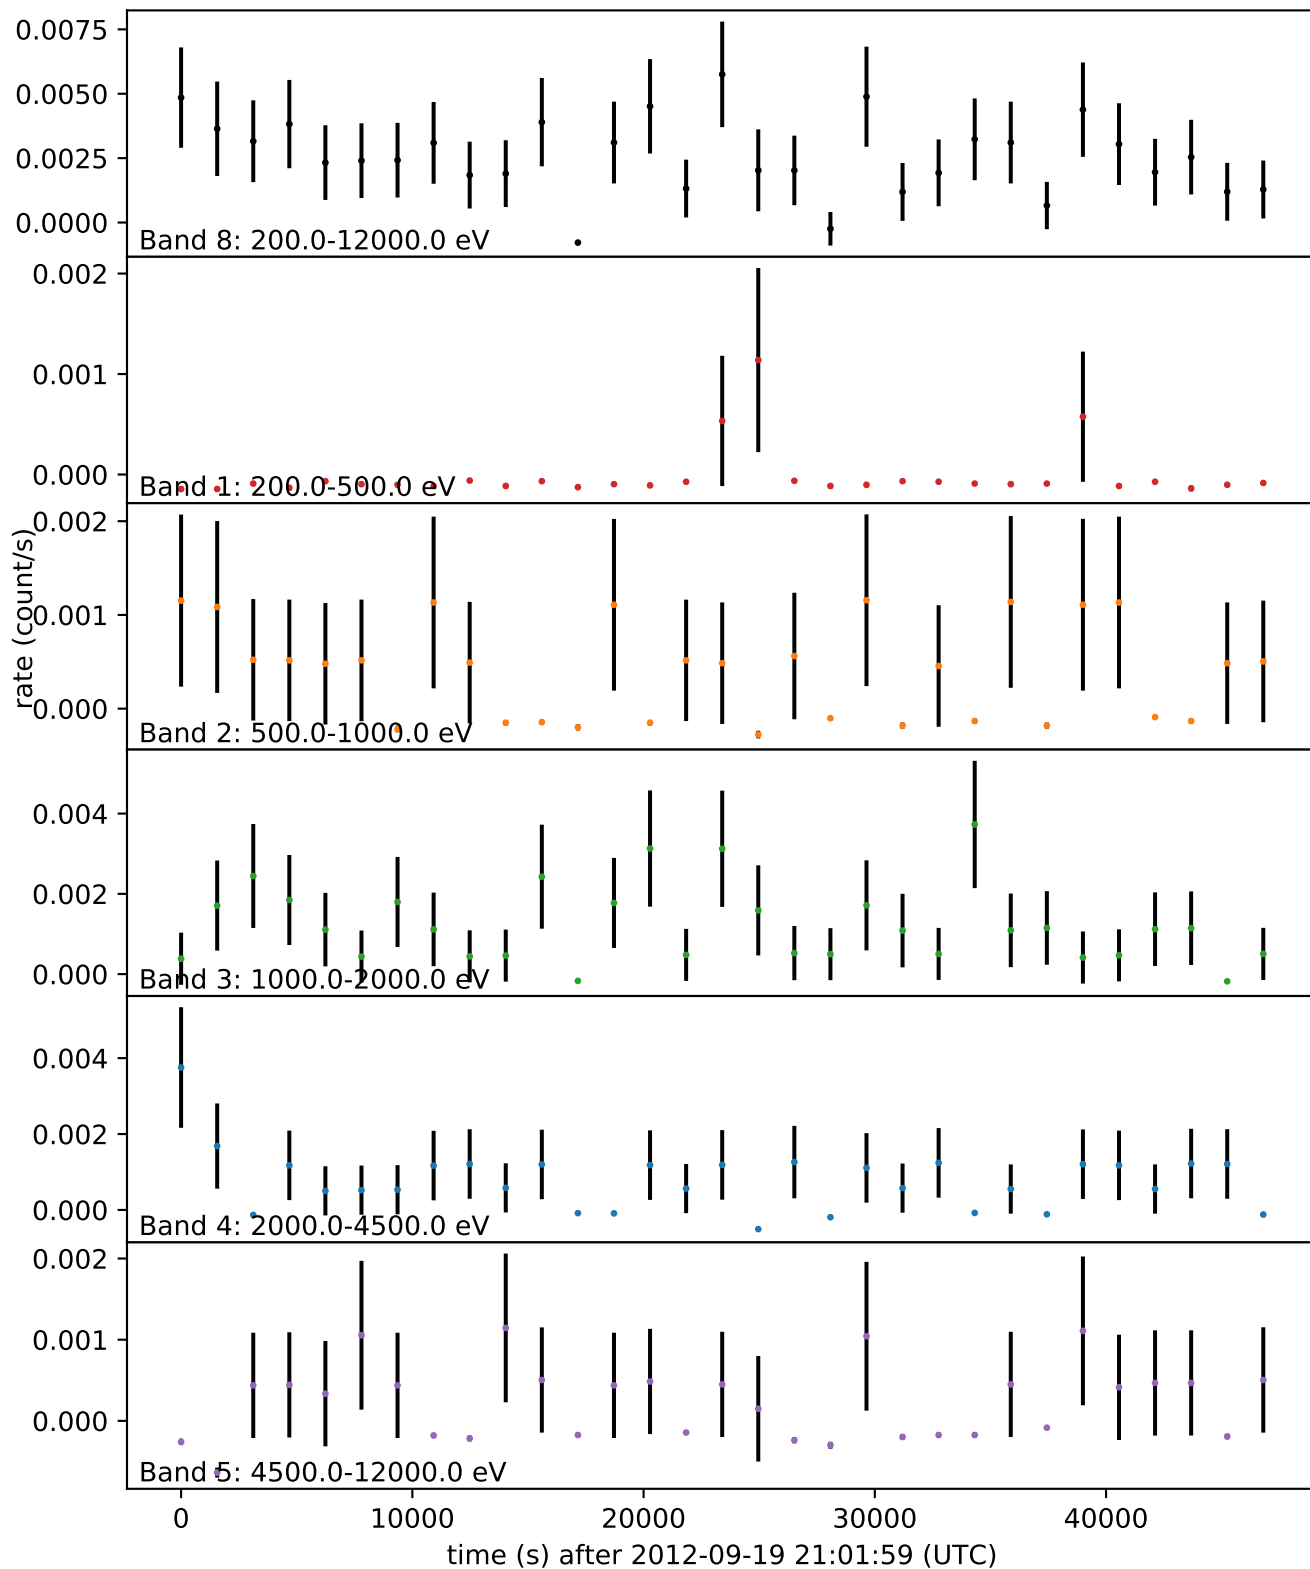 0.0075
0.0050
0.0025
0.0000
Band 8: 200.0-12000.0 eV
0.002
0.001
0.000
Band 1: 200.0-500.0 eV
rate (count/s)
0.002
0.001
0.000
Band 2: 500.0-1000.0 eV
0.004
0.002
0.000
Band 3: 1000.0-2000.0 eV
0.004
0.002
0.000
Band 4: 2000.0-4500.0 eV
0.002
0.001
0.000
Band 5: 4500.0-12000.0 eV
0 10000 20000 30000 40000
time (s) after 2012-09-19 21:01:59 (UTC)